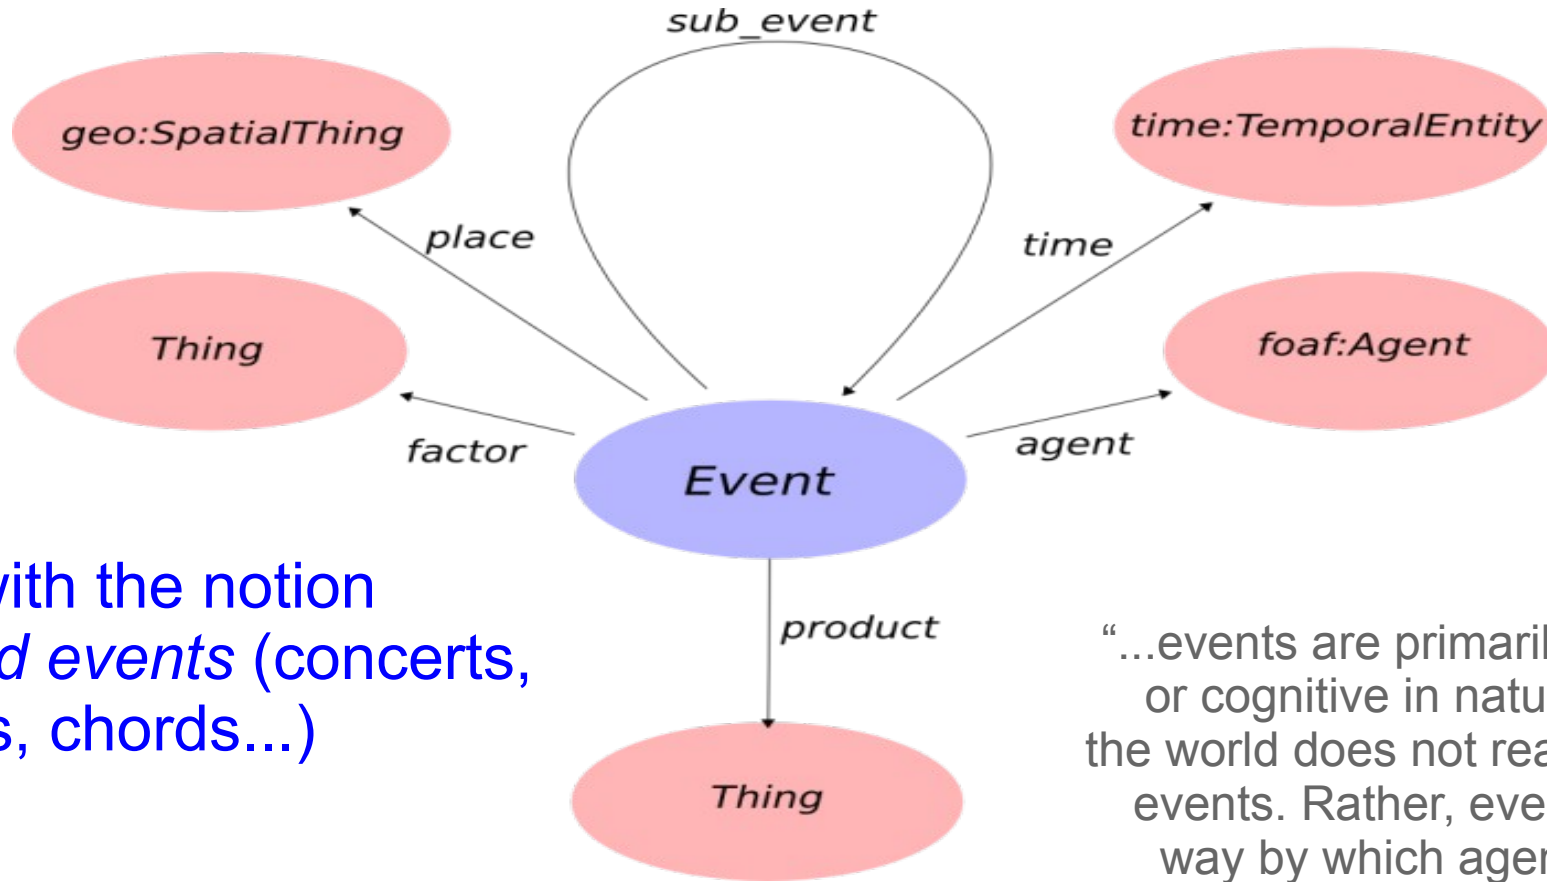 sub_event
geo:SpatialThing
time:TemporalEntity
place
time
Thing
foaf:Agent
factor
agent
Event
with the notion
events (concerts,
chords...)
product
“...events are primaril
or cognitive in natu
the world does not rea
events. Rather, eve
way by which age
Thing